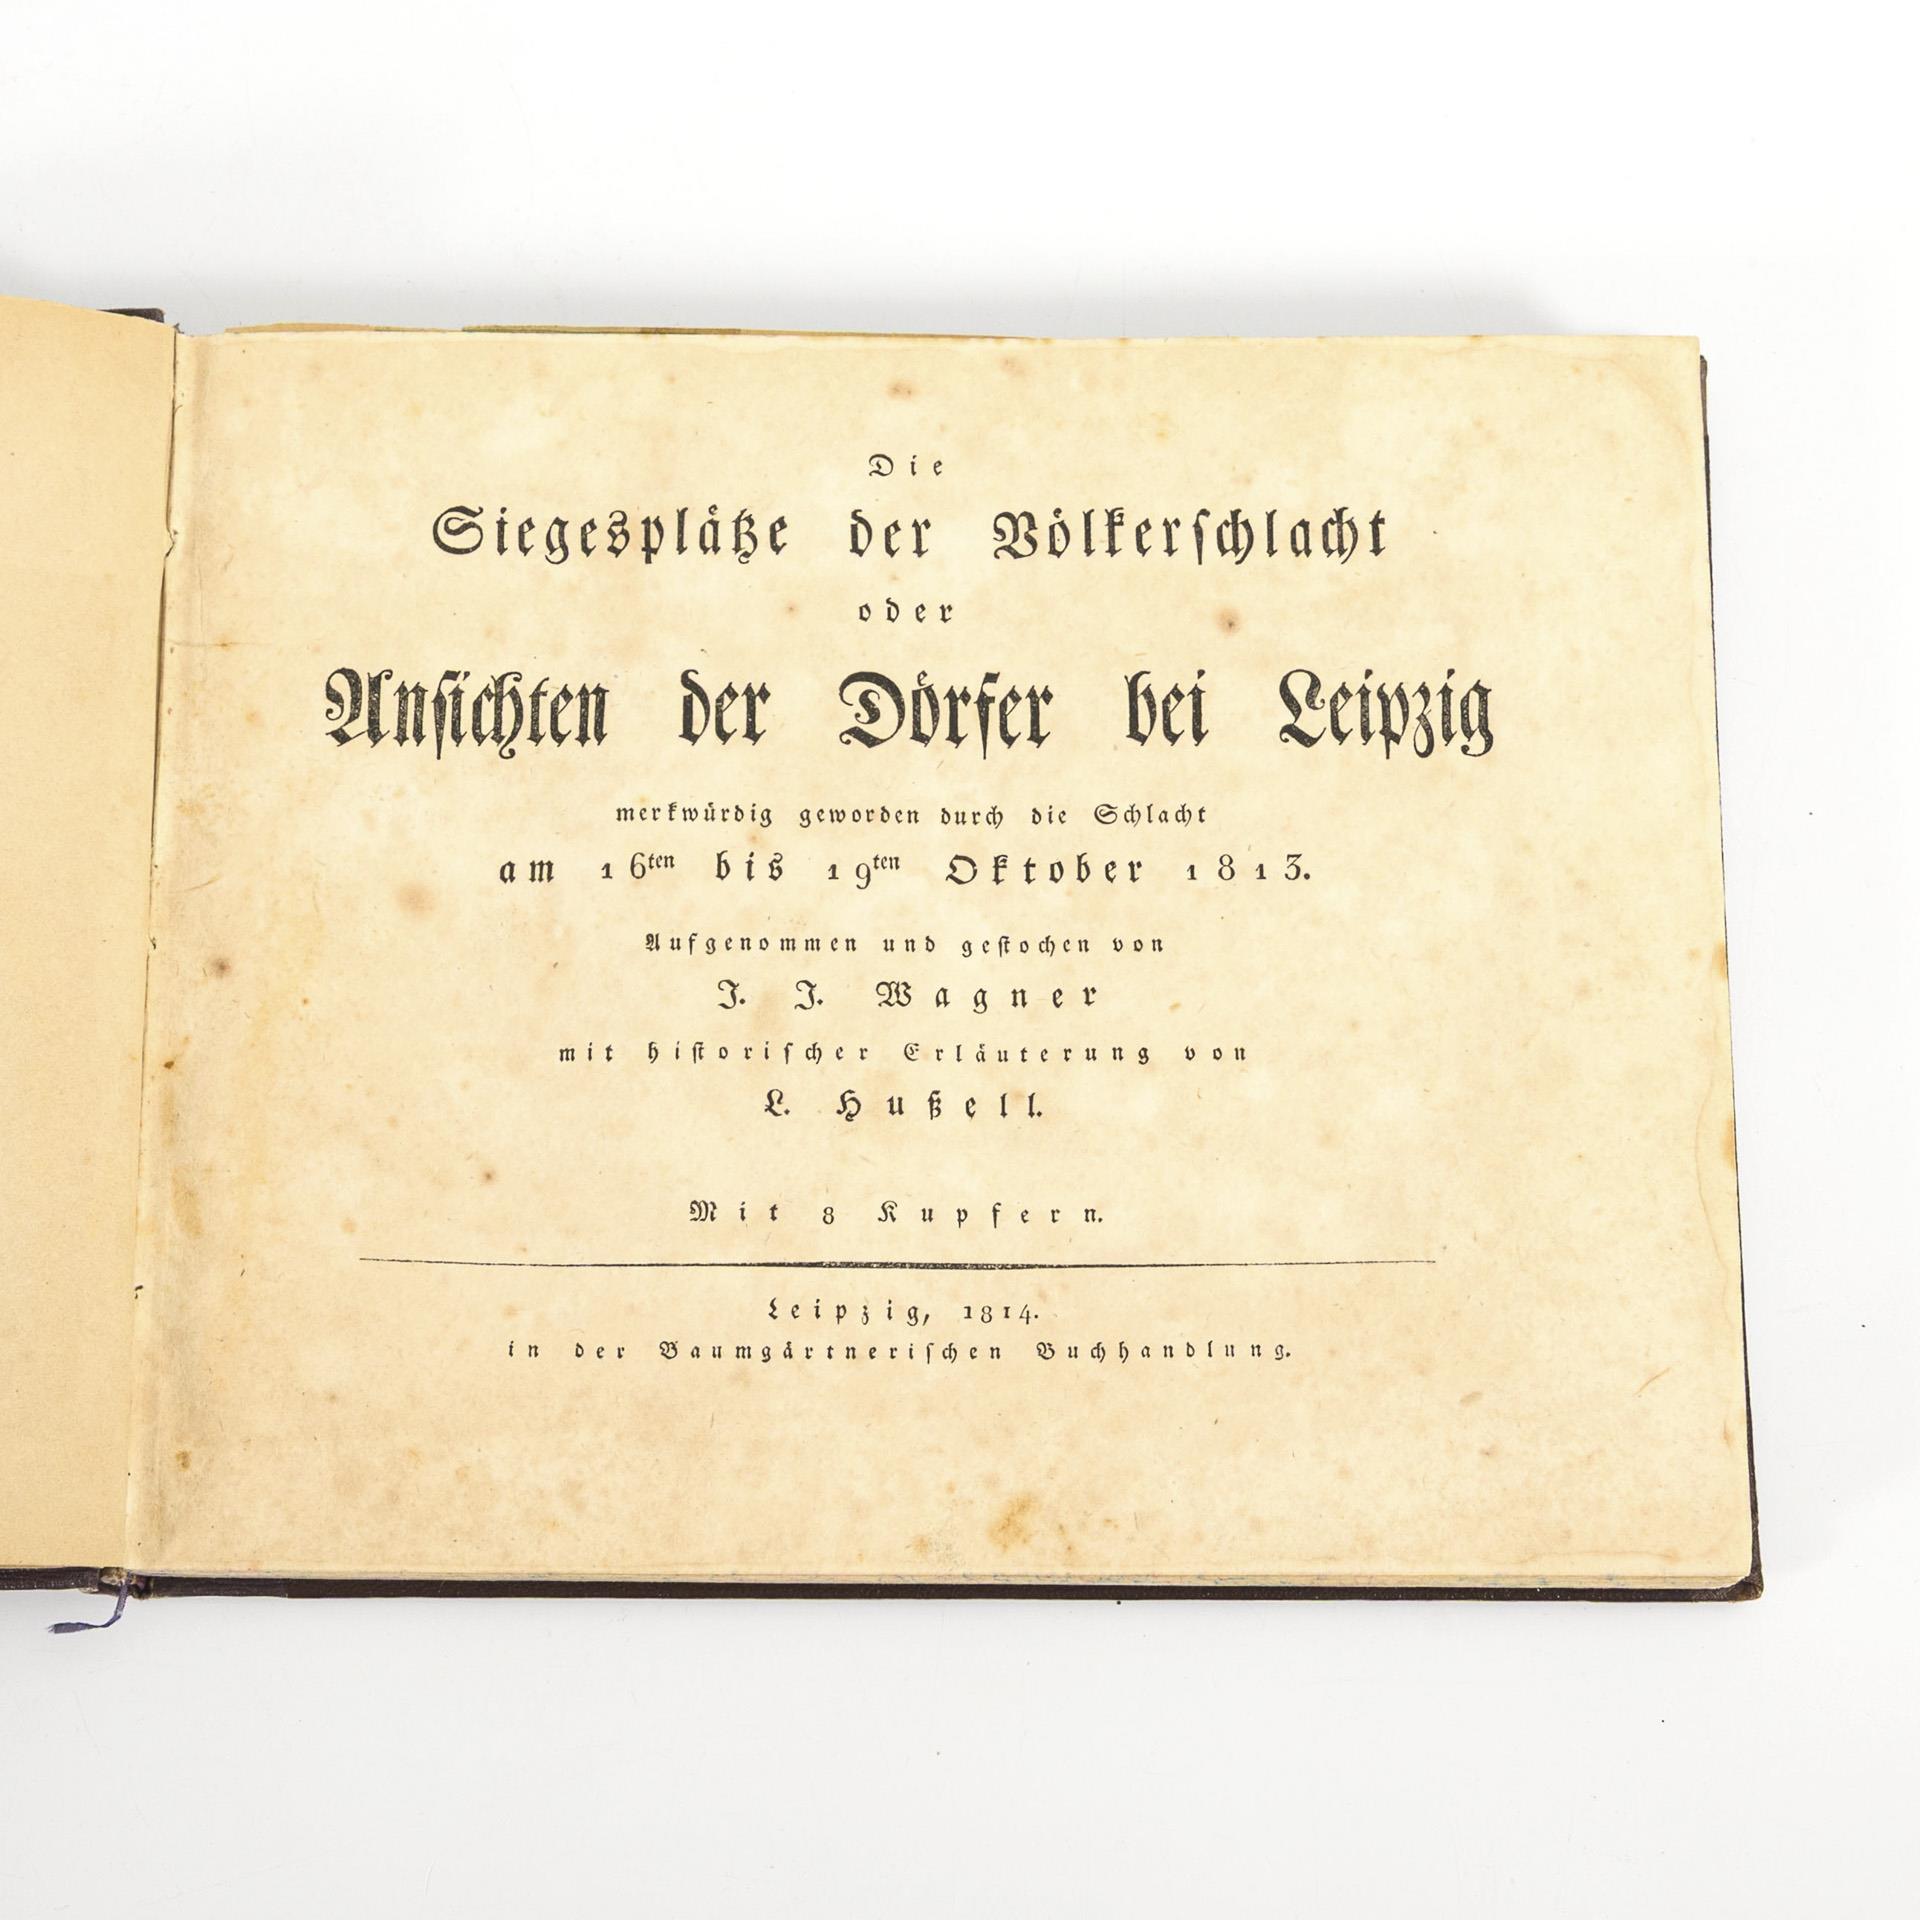 Die
Siegesplätze der Völkerſchlacht
oder
Anſichten der Dörfer bei Leipzig
merkwürdig geworden durch die Schlacht
am 16ten bis 19ten Oktober 1813.
Aufgenommen und geſtochen von
J. J. Wagner
mit hiſtoriſcher Erläuterung von
L. Hußell.
Mit 8 Kupfern.
Leipzig, 1814.
in der Baumgärtneriſchen Buchhandlung.